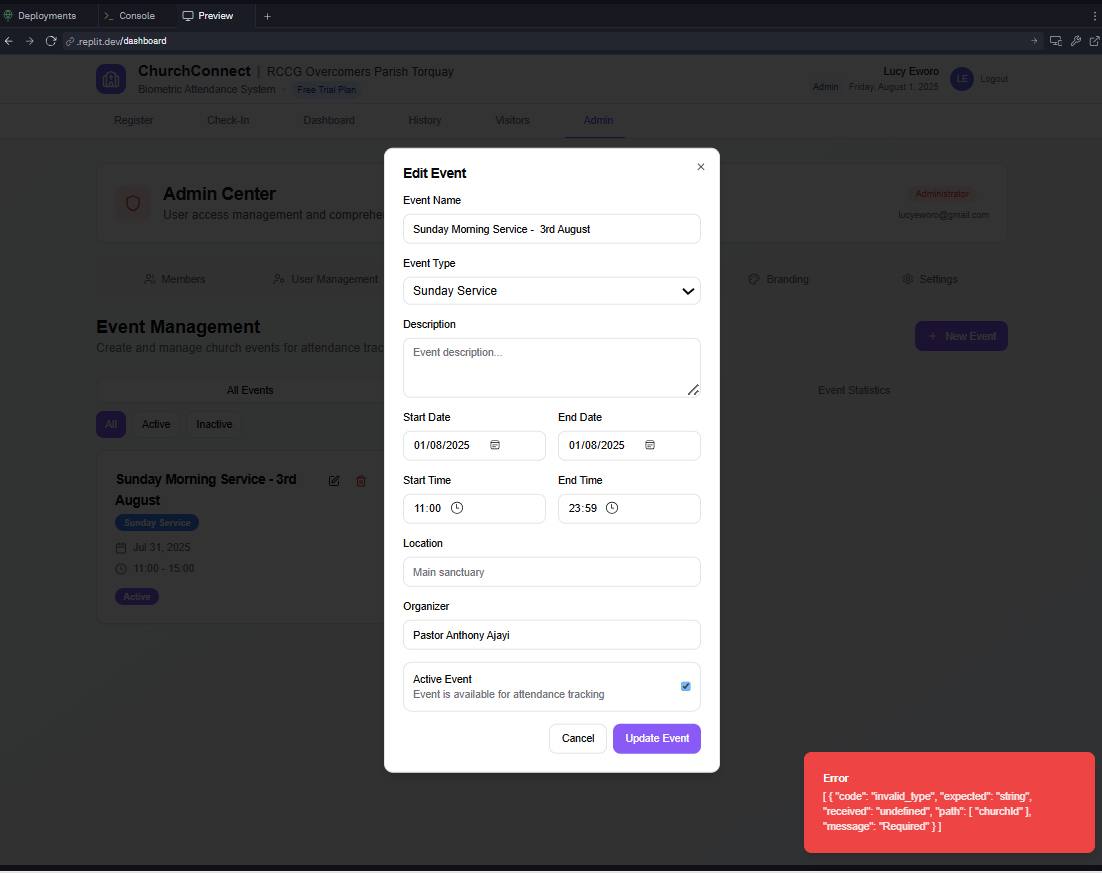 Deployments
Console
Preview
.replit.dev/dashboard
ChurchConnect | RCCG Overcomers Parish Torquay
Biometric Attendance System · Free Trial Plan
Lucy Eworo
Admin Friday, August 1, 2025
LE
Logout
Register Check-In Dashboard History Visitors Admin
Admin Center
User access management and comprehe
Administrator
lucyeworo@gmail.com
Members User Management Branding Settings
Event Management
Create and manage church events for attendance trac
+ New Event
All Events Event Statistics
All Active Inactive
Sunday Morning Service - 3rd
August
Sunday Service
Jul 31, 2025
11:00 - 15:00
Active
Edit Event
Event Name
Sunday Morning Service - 3rd August
Event Type
Sunday Service
Description
Event description...
Start Date End Date
01/08/2025 01/08/2025
Start Time End Time
11:00 23:59
Location
Main sanctuary
Organizer
Pastor Anthony Ajayi
Active Event
Event is available for attendance tracking
Cancel Update Event
Error
[ { "code": "invalid_type", "expected": "string",
"received": "undefined", "path": [ "churchId" ],
"message": "Required" } ]